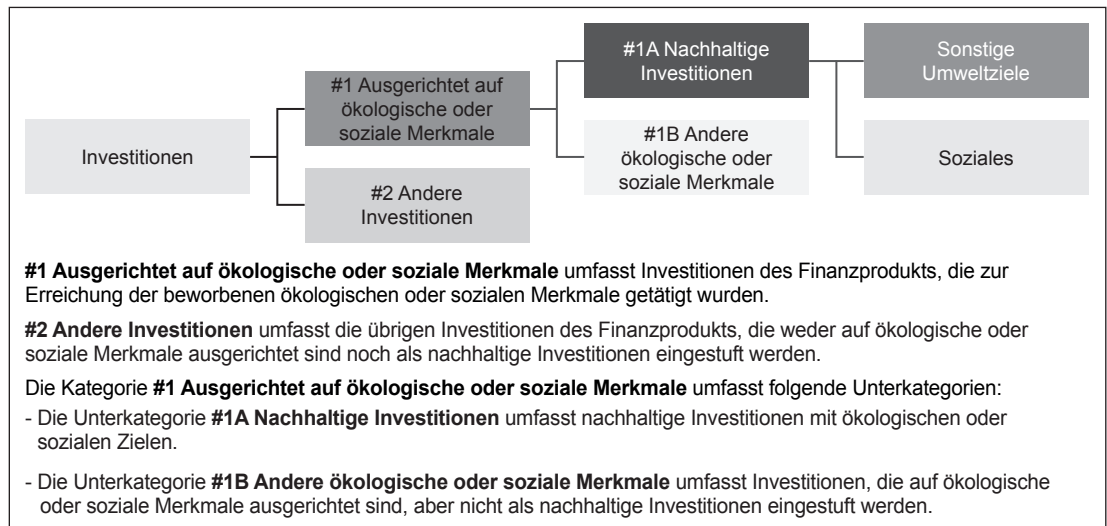 #1A Nachhaltige
Investitionen
Sonstige
Umweltziele
#1 Ausgerichtet auf
ökologische oder
soziale Merkmale
Investitionen
#1B Andere
ökologische oder
soziale Merkmale
Soziales
#2 Andere
Investitionen
#1 Ausgerichtet auf ökologische oder soziale Merkmale umfasst Investitionen des Finanzprodukts, die zur
Erreichung der beworbenen ökologischen oder sozialen Merkmale getätigt wurden.
#2 Andere Investitionen umfasst die übrigen Investitionen des Finanzprodukts, die weder auf ökologische oder
soziale Merkmale ausgerichtet sind noch als nachhaltige Investitionen eingestuft werden.
Die Kategorie #1 Ausgerichtet auf ökologische oder soziale Merkmale umfasst folgende Unterkategorien:
- Die Unterkategorie #1A Nachhaltige Investitionen umfasst nachhaltige Investitionen mit ökologischen oder
sozialen Zielen.
- Die Unterkategorie #1B Andere ökologische oder soziale Merkmale umfasst Investitionen, die auf ökologische
oder soziale Merkmale ausgerichtet sind, aber nicht als nachhaltige Investitionen eingestuft werden.